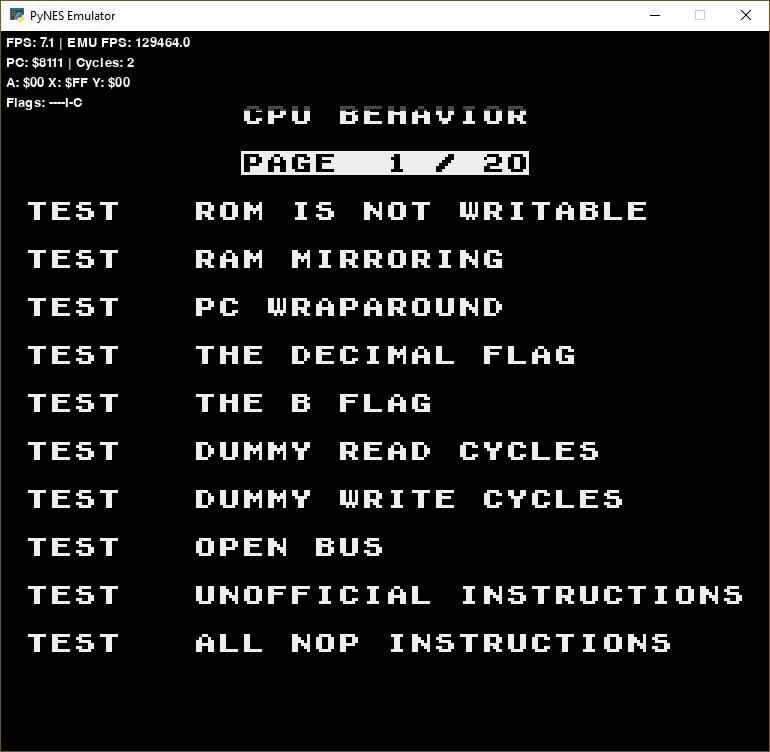 PyNES Emulator
FPS: 7.1 | EMU FPS: 129464.0
PC: $8111 | Cycles: 2
A: $00 X: $FF Y: $00
Flags: ----I-C
CPU BEHAVIOR
PAGE 1 / 20
TEST ROM IS NOT WRITABLE
TEST RAM MIRRORING
TEST PC WRAPAROUND
TEST THE DECIMAL FLAG
TEST THE B FLAG
TEST DUMMY READ CYCLES
TEST DUMMY WRITE CYCLES
TEST OPEN BUS
TEST UNOFFICIAL INSTRUCTIONS
TEST ALL NOP INSTRUCTIONS